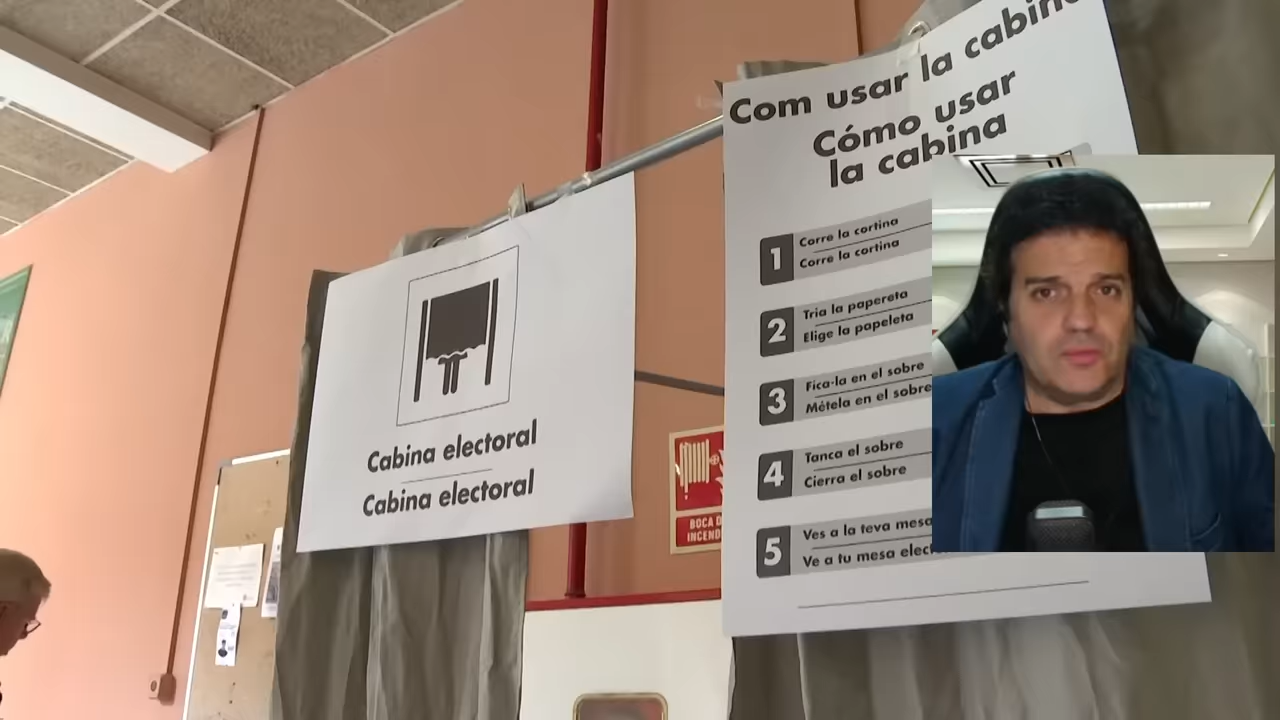 Cabina electoral
Cabina electoral
Com usar la cabina
Cómo usar
la cabina
1
Corre la cortina
Corre la cortina
2
Tria la papereta
Elige la papeleta
3
Fica-la en el sobre
Métela en el sobre
4
Tanca el sobre
Cierra el sobre
5
Ves a la teva mesa
Ve a tu mesa
BOCA
INCEND